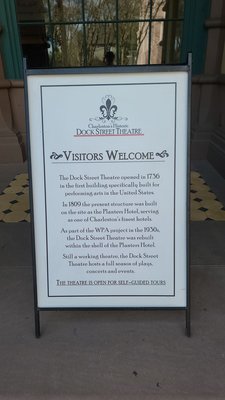 Charleston's Historic
DOCK STREET THEATRE
VISITORS WELCOME
The Dock Street Theatre opened in 1736
in the first building specifically built for
performing arts in the United States.
In 1809 the present structure was built
on the site as the Planters Hotel, serving
as one of Charleston's finest hotels.
As part of the WPA project in the 1930s,
the Dock Street Theatre was rebuilt
within the shell of the Planters Hotel.
Still a working theatre, the Dock Street
Theatre hosts a full season of plays,
concerts and events.
THE THEATRE IS OPEN FOR SELF-GUIDED TOURS